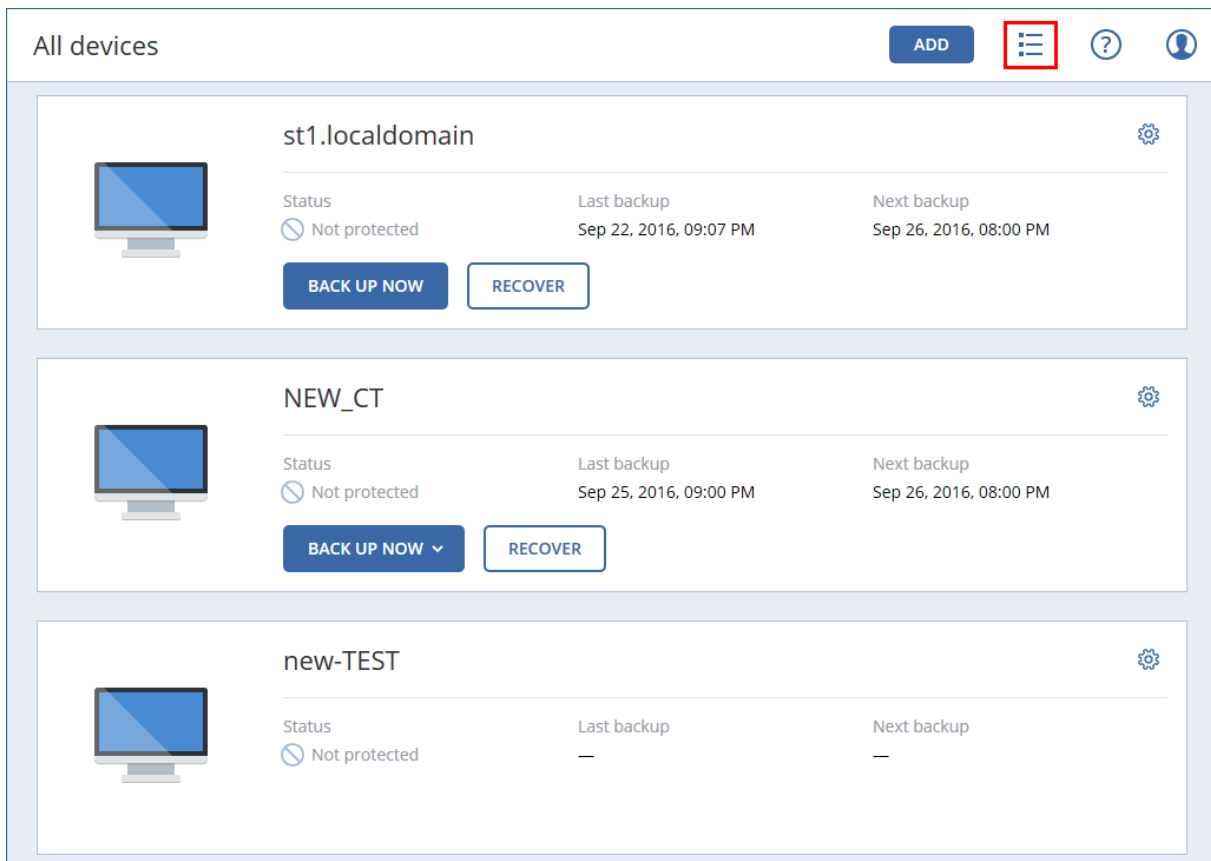 All devices ADD ?
st1.localdomain
Status Last backup Next backup
Not protected Sep 22, 2016, 09:07 PM Sep 26, 2016, 08:00 PM
BACK UP NOW RECOVER
NEW_CT
Status Last backup Next backup
Not protected Sep 25, 2016, 09:00 PM Sep 26, 2016, 08:00 PM
BACK UP NOW RECOVER
new-TEST
Status Last backup Next backup
Not protected — —